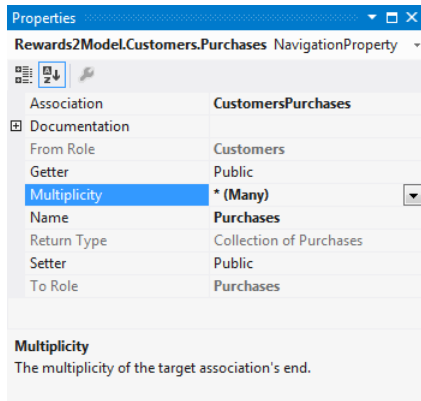 Properties
Rewards2Model.Customers.Purchases NavigationProperty
Association CustomersPurchases
Documentation
From Role Customers
Getter Public
Multiplicity * (Many)
Name Purchases
Return Type Collection of Purchases
Setter Public
To Role Purchases
Multiplicity
The multiplicity of the target association's end.